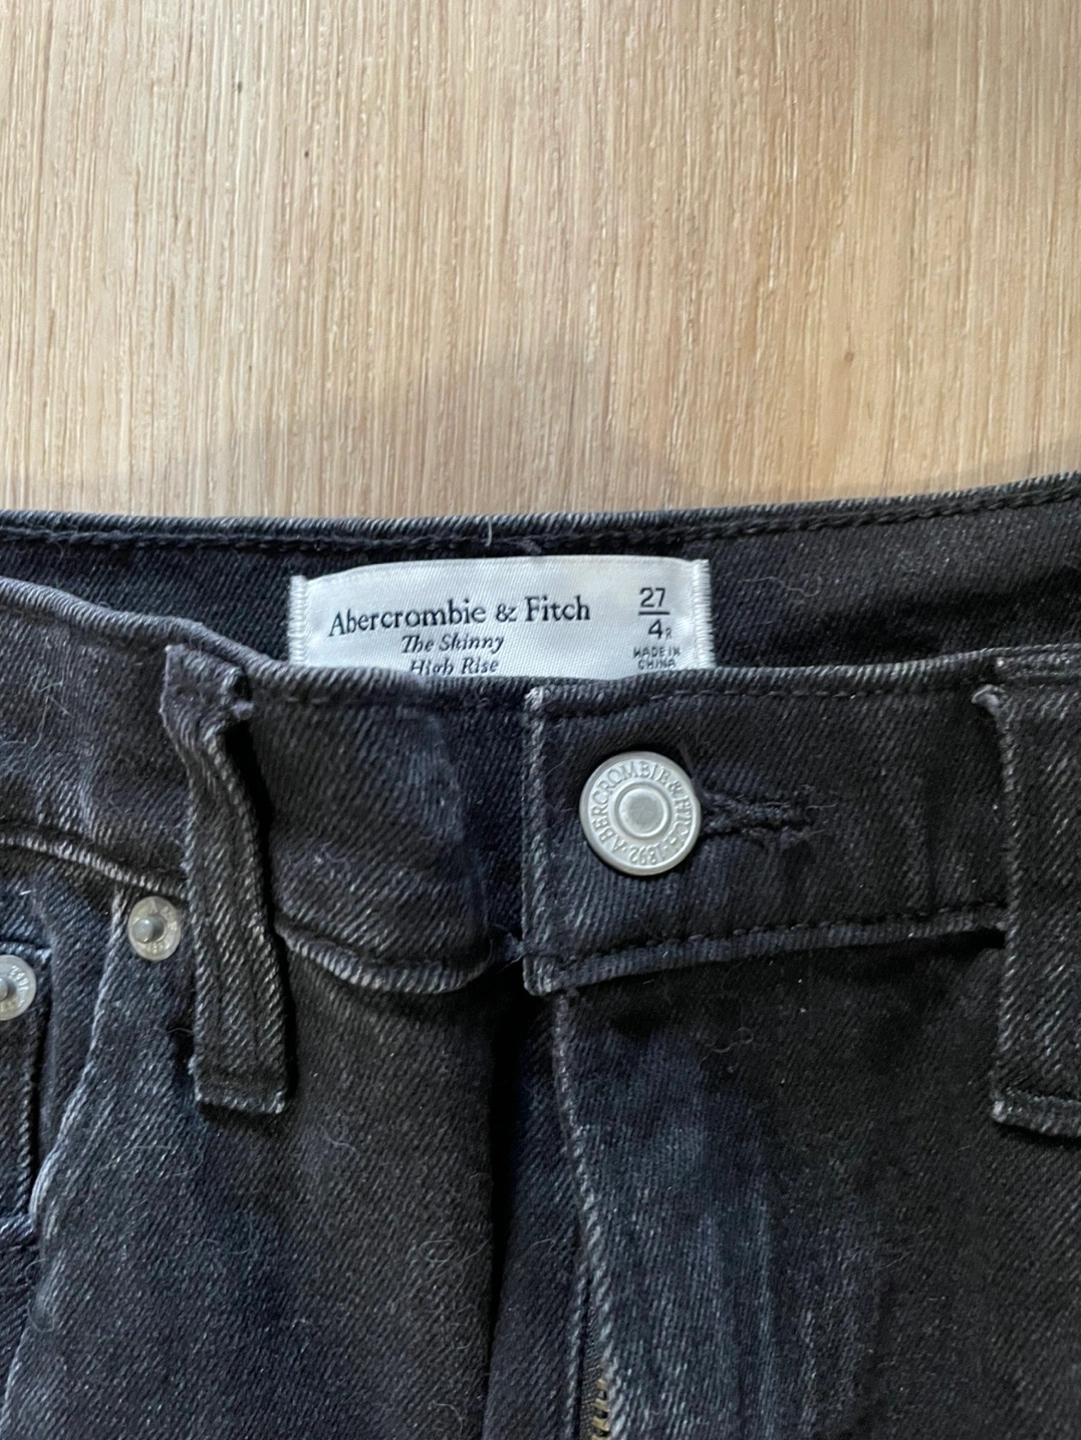 Abercrombie & Fitch
The Skinny
High Rise
27
4R
MADE IN
CHINA
ABERCROMBIE & FITCH · 1892 ·